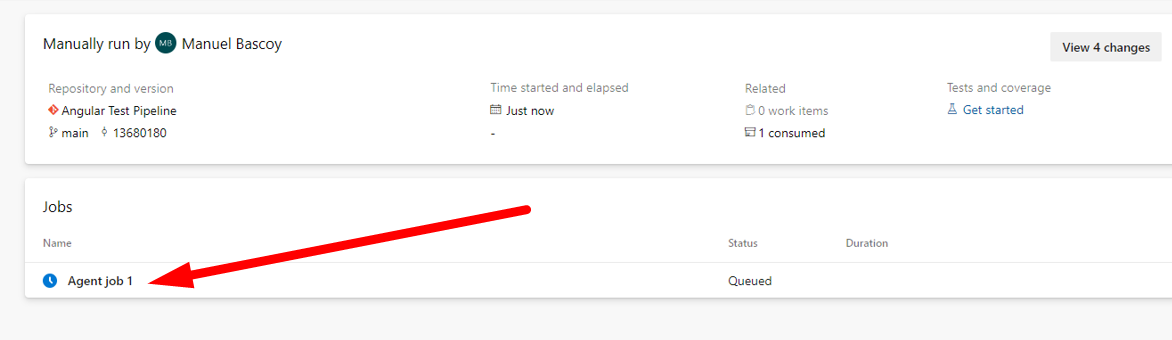 Manually run by MB Manuel Bascoy
View 4 changes
Repository and version
Time started and elapsed
Related
Tests and coverage
Angular Test Pipeline
Just now
0 work items
Get started
main 13680180
-
1 consumed
Jobs
Name
Status
Duration
Agent job 1
Queued